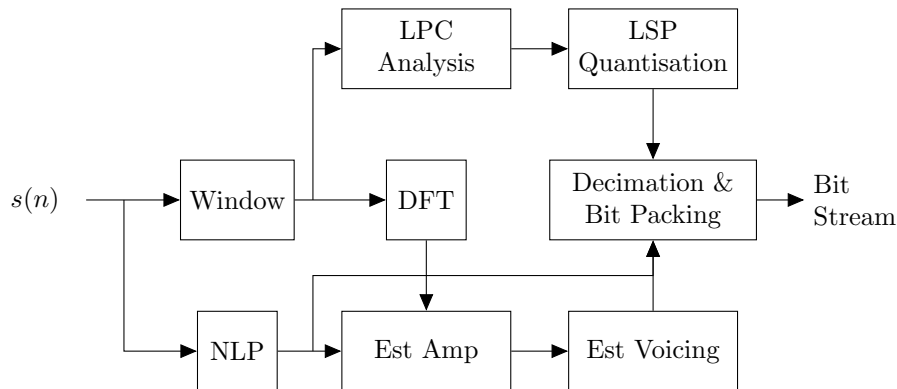 LPC
Analysis
LSP
Quantisation
s(n)
Window
DFT
Decimation &
Bit Packing
Bit
Stream
NLP
Est Amp
Est Voicing